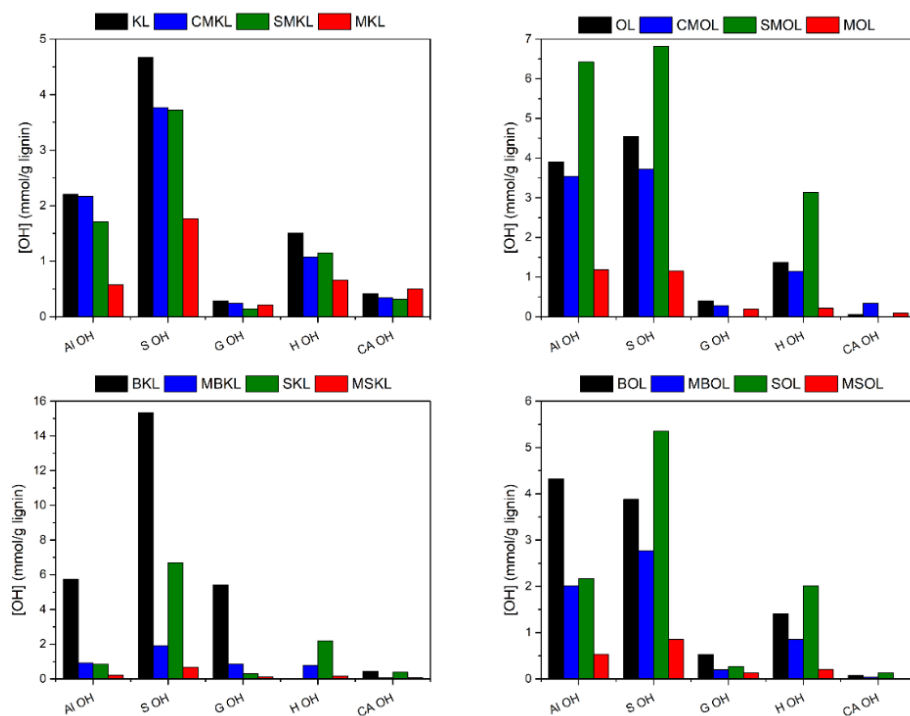 KL CMKL SMKL MKL
[OH] (mmol/g lignin)
5
4
3
2
1
0
Al OH S OH G OH H OH CA OH
OL CMOL SMOL MOL
[OH] (mmol/g lignin)
7
6
5
4
3
2
1
0
Al OH S OH G OH H OH CA OH
BKL MBKL SKL MSKL
[OH] (mmol/g lignin)
16
14
12
10
8
6
4
2
0
Al OH S OH G OH H OH CA OH
BOL MBOL SOL MSOL
[OH] (mmol/g lignin)
6
5
4
3
2
1
0
Al OH S OH G OH H OH CA OH